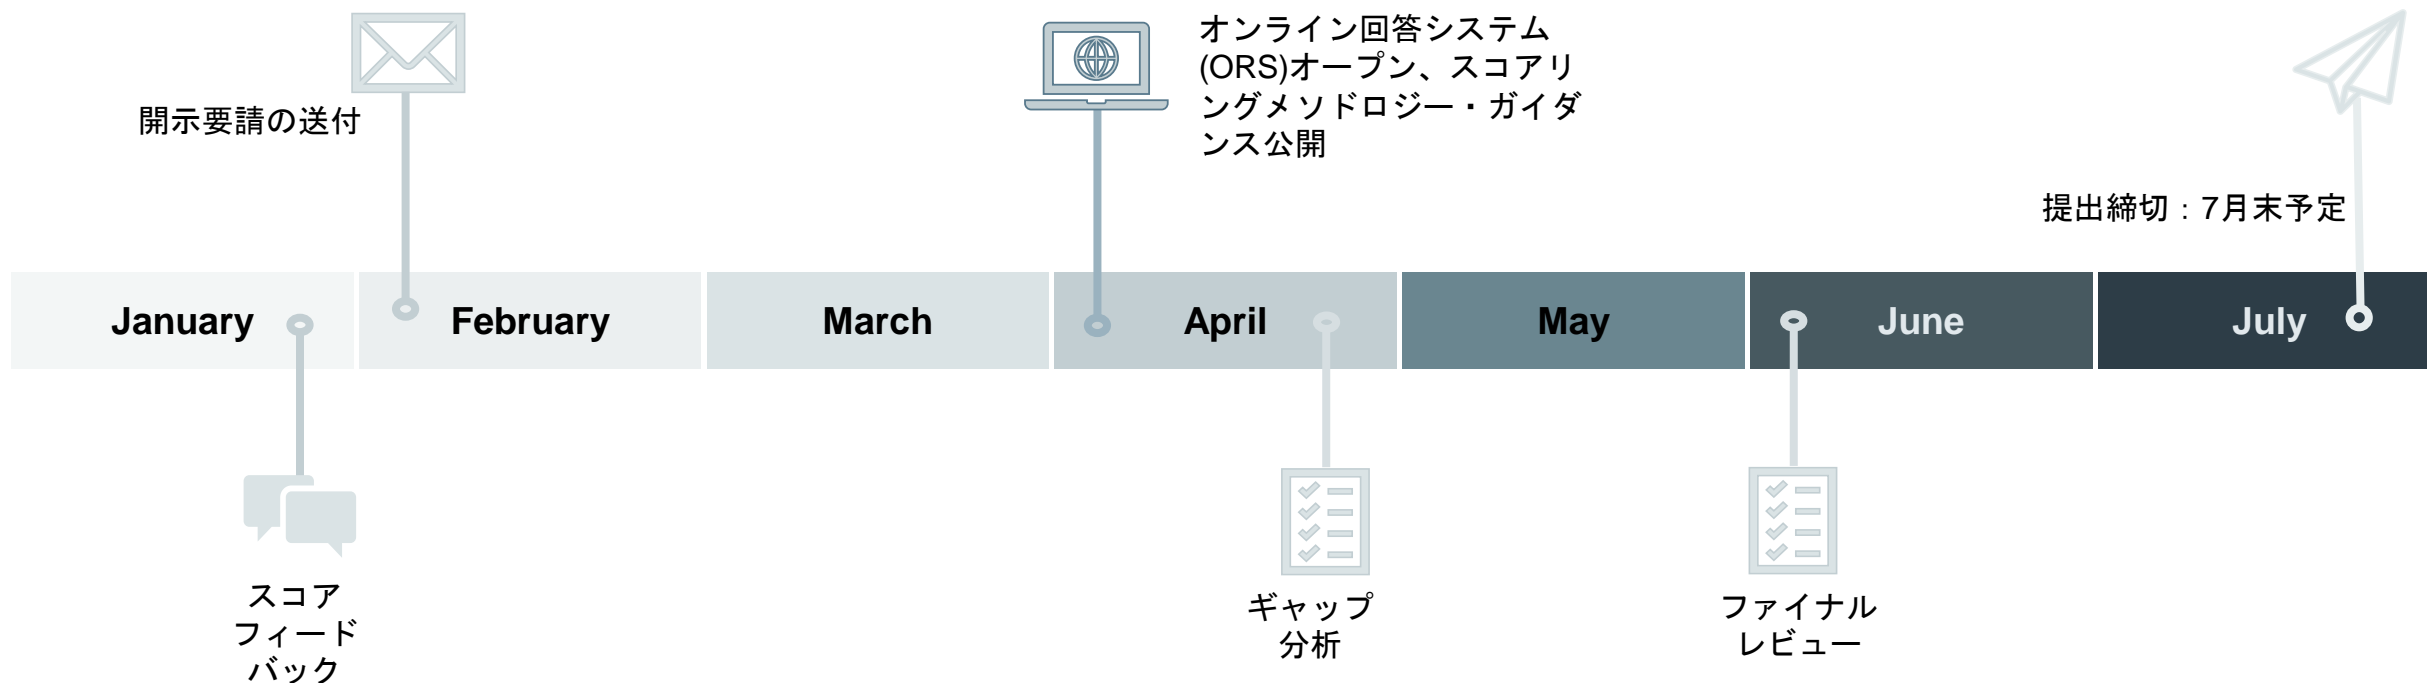 オンライン回答システム
(ORS)オープン、スコアリ
ングメソドロジー・ガイダ
ンス公開
開示要請の送付
提出締切：7月末予定
January
February
March
April
May
June
July
スコア
フィード
バック
ギャップ
分析
ファイナル
レビュー